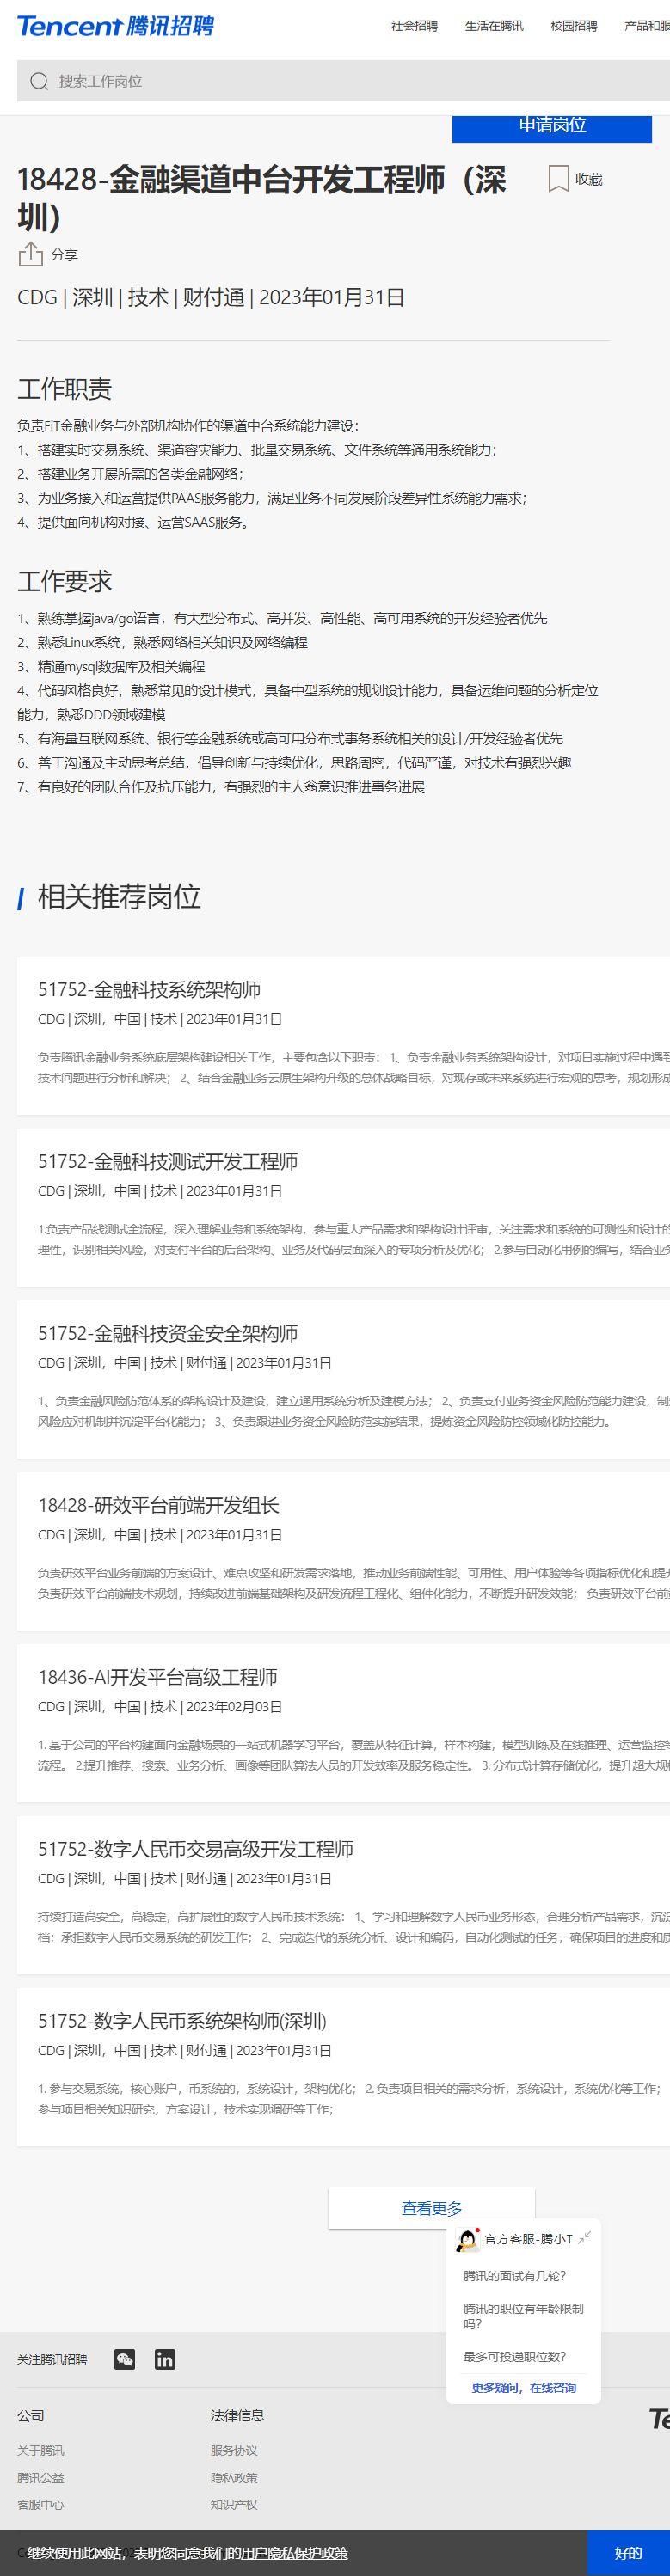 Tencent 腾讯招聘
社会招聘 生活在腾讯 校园招聘 产品和服
搜索工作岗位
申请岗位
18428-金融渠道中台开发工程师（深
圳）
收藏
分享
CDG | 深圳 | 技术 | 财付通 | 2023年01月31日
工作职责
负责FiT金融业务与外部机构协作的渠道中台系统能力建设：
1、搭建实时交易系统、渠道容灾能力、批量交易系统、文件系统等通用系统能力；
2、搭建业务开展所需的各类金融网络；
3、为业务接入和运营提供PAAS服务能力，满足业务不同发展阶段差异性系统能力需求；
4、提供面向机构对接、运营SAAS服务。
工作要求
1、熟练掌握java/go语言，有大型分布式、高并发、高性能、高可用系统的开发经验者优先
2、熟悉Linux系统，熟悉网络相关知识及网络编程
3、精通mysql数据库及相关编程
4、代码风格良好，熟悉常见的设计模式，具备中型系统的规划设计能力，具备运维问题的分析定位
能力，熟悉DDD领域建模
5、有海量互联网系统、银行等金融系统或高可用分布式事务系统相关的设计/开发经验者优先
6、善于沟通及主动思考总结，倡导创新与持续优化，思路周密，代码严谨，对技术有强烈兴趣
7、有良好的团队合作及抗压能力，有强烈的主人翁意识推进事务进展
相关推荐岗位
51752-金融科技系统架构师
CDG | 深圳，中国 | 技术 | 2023年01月31日
负责腾讯金融业务系统底层架构建设相关工作，主要包含以下职责： 1、负责金融业务系统架构设计，对项目实施过程中遇到
技术问题进行分析和解决； 2、结合金融业务云原生架构升级的总体战略目标，对现存或未来系统进行宏观的思考，规划形成
51752-金融科技测试开发工程师
CDG | 深圳，中国 | 技术 | 2023年01月31日
1.负责产品线测试全流程，深入理解业务和系统架构，参与重大产品需求和架构设计评审，关注需求和系统的可测性和设计的
理性，识别相关风险，对支付平台的后台架构、业务及代码层面深入的专项分析及优化； 2.参与自动化用例的编写，结合业务
51752-金融科技资金安全架构师
CDG | 深圳，中国 | 技术 | 财付通 | 2023年01月31日
1、负责金融风险防范体系的架构设计及建设，建立通用系统分析及建模方法； 2、负责支付业务资金风险防范能力建设，制
风险应对机制并沉淀平台化能力； 3、负责跟进业务资金风险防范实施结果，提炼资金风险防控领域化防控能力。
18428-研效平台前端开发组长
CDG | 深圳，中国 | 技术 | 2023年01月31日
负责研效平台业务前端的方案设计、难点攻坚和研发需求落地，推动业务前端性能、可用性、用户体验等各项指标优化和提升
负责研效平台前端技术规划，持续改进前端基础架构及研发流程工程化、组件化能力，不断提升研发效能； 负责研效平台前
18436-AI开发平台高级工程师
CDG | 深圳，中国 | 技术 | 2023年02月03日
1. 基于公司的平台构建面向金融场景的一站式机器学习平台，覆盖从特征计算，样本构建，模型训练及在线推理、运营监控等
流程。 2.提升推荐、搜索、业务分析、画像等团队算法人员的开发效率及服务稳定性。 3. 分布式计算存储优化，提升超大规
51752-数字人民币交易高级开发工程师
CDG | 深圳，中国 | 技术 | 财付通 | 2023年01月31日
持续打造高安全，高稳定，高扩展性的数字人民币技术系统： 1、学习和理解数字人民币业务形态，合理分析产品需求，沉淀
档；承担数字人民币交易系统的研发工作； 2、完成迭代的系统分析、设计和编码，自动化测试的任务，确保项目的进度和质
51752-数字人民币系统架构师(深圳)
CDG | 深圳，中国 | 技术 | 财付通 | 2023年01月31日
1. 参与交易系统，核心账户，币系统的，系统设计，架构优化； 2. 负责项目相关的需求分析，系统设计，系统优化等工作；
参与项目相关知识研究，方案设计，技术实现调研等工作；
查看更多
官方客服-腾小T
腾讯的面试有几轮？
腾讯的职位有年龄限制
吗？
最多可投递职位数？
更多疑问，在线咨询
关注腾讯招聘
公司 法律信息
Te
关于腾讯 服务协议
腾讯公益 隐私政策
客服中心 知识产权
继续使用此网站，表明您同意我们的用户隐私保护政策
好的